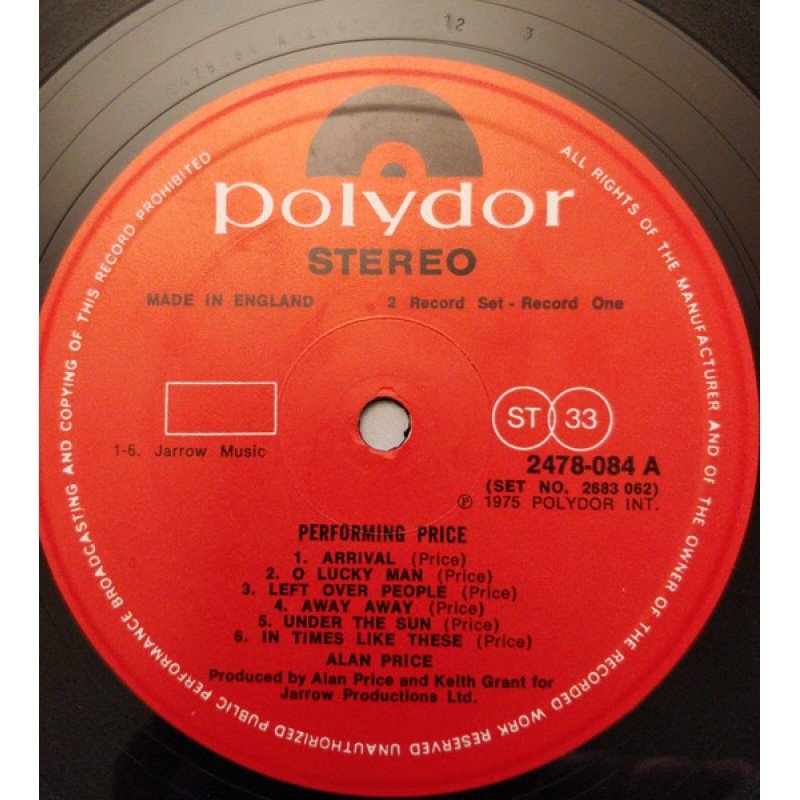 12 3
polydor
STEREO
MADE IN ENGLAND 2 Record Set - Record One
ST 33
1-6. Jarrow Music
2478-084 A
(SET NO. 2683 062)
℗ 1975 POLYDOR INT.
PERFORMING PRICE
1. ARRIVAL (Price)
2. O LUCKY MAN (Price)
3. LEFT OVER PEOPLE (Price)
4. AWAY AWAY (Price)
5. UNDER THE SUN (Price)
6. IN TIMES LIKE THESE (Price)
ALAN PRICE
Produced by Alan Price and Keith Grant for
Jarrow Productions Ltd.
ALL RIGHTS OF THE MANUFACTURER AND OF THE OWNER OF THE RECORDED WORK RESERVED UNAUTHORIZED PUBLIC PERFORMANCE BROADCASTING AND COPYING OF THIS RECORD PROHIBITED